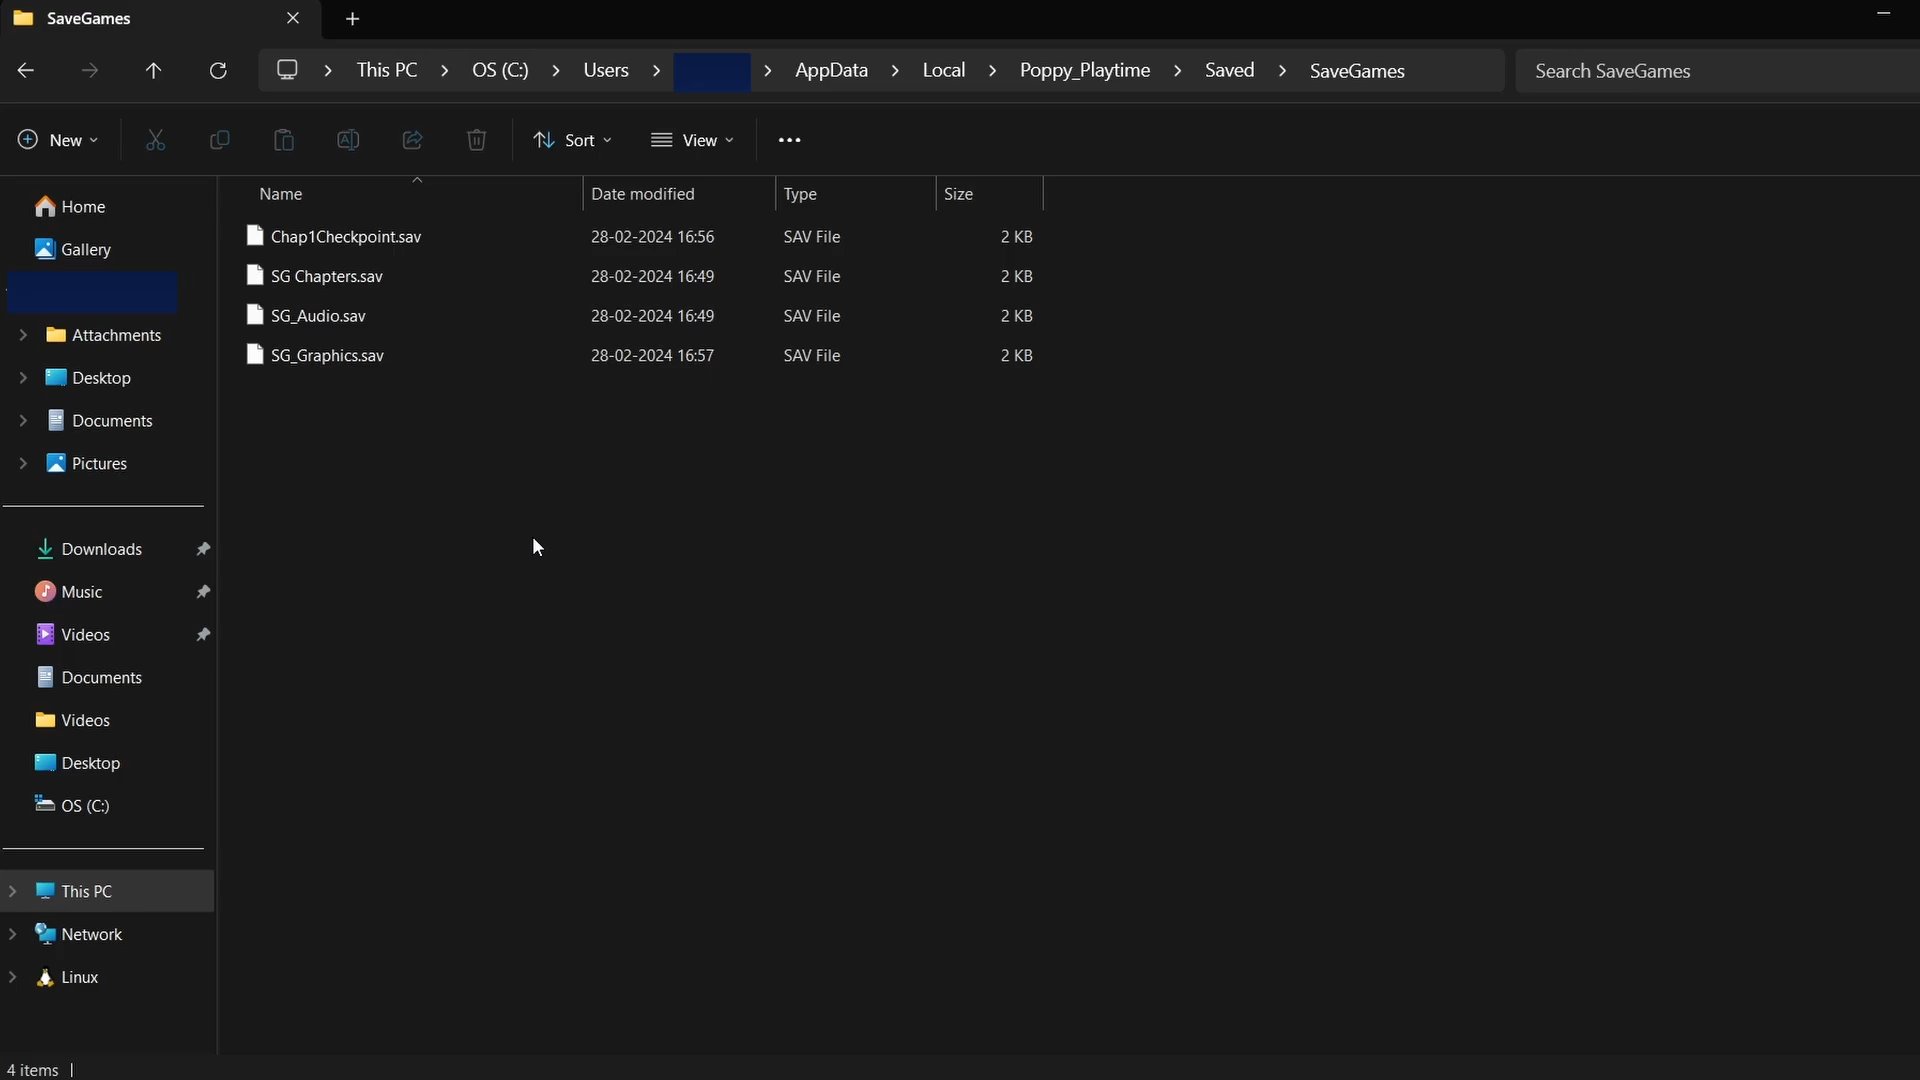 SaveGames
This PC > OS (C:) > Users > > AppData > Local > Poppy_Playtime > Saved > SaveGames
Search SaveGames
New
Sort
View
Name Date modified Type Size
Chap1Checkpoint.sav 28-02-2024 16:56 SAV File 2 KB
SG Chapters.sav 28-02-2024 16:49 SAV File 2 KB
SG_Audio.sav 28-02-2024 16:49 SAV File 2 KB
SG_Graphics.sav 28-02-2024 16:57 SAV File 2 KB
Home
Gallery
Attachments
Desktop
Documents
Pictures
Downloads
Music
Videos
Documents
Videos
Desktop
OS (C:)
This PC
Network
Linux
4 items